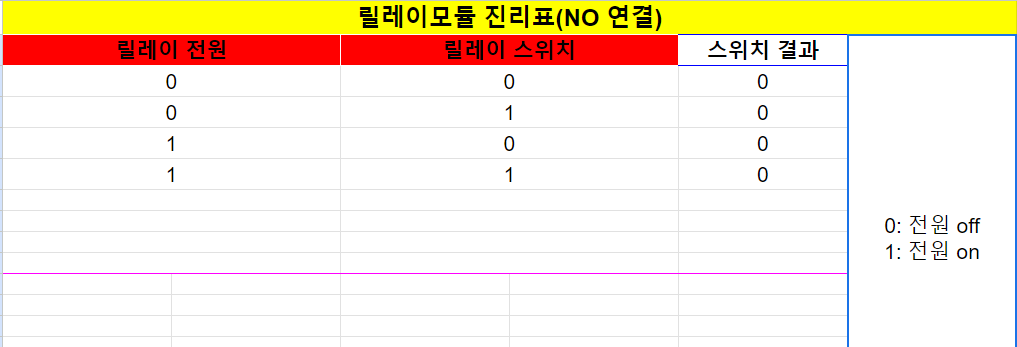 릴레이모듈 진리표(NO 연결)
릴레이 전원 릴레이 스위치 스위치 결과
0 0 0
0 1 0
1 0 0
1 1 0
0: 전원 off
1: 전원 on